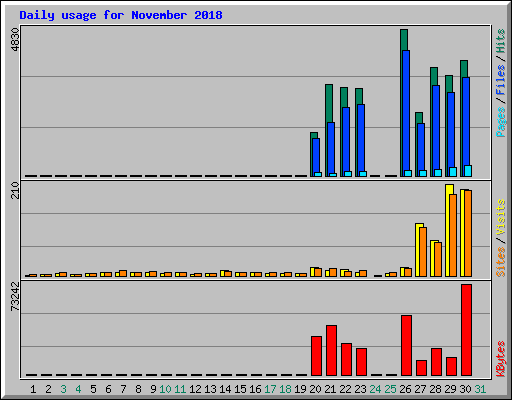 Daily usage for November 2018
4830
Pages/Files/Hits
210
Sites/Visits
73242
KBytes
1 2 3 4 5 6 7 8 9 10 11 12 13 14 15 16 17 18 19 20 21 22 23 24 25 26 27 28 29 30 31